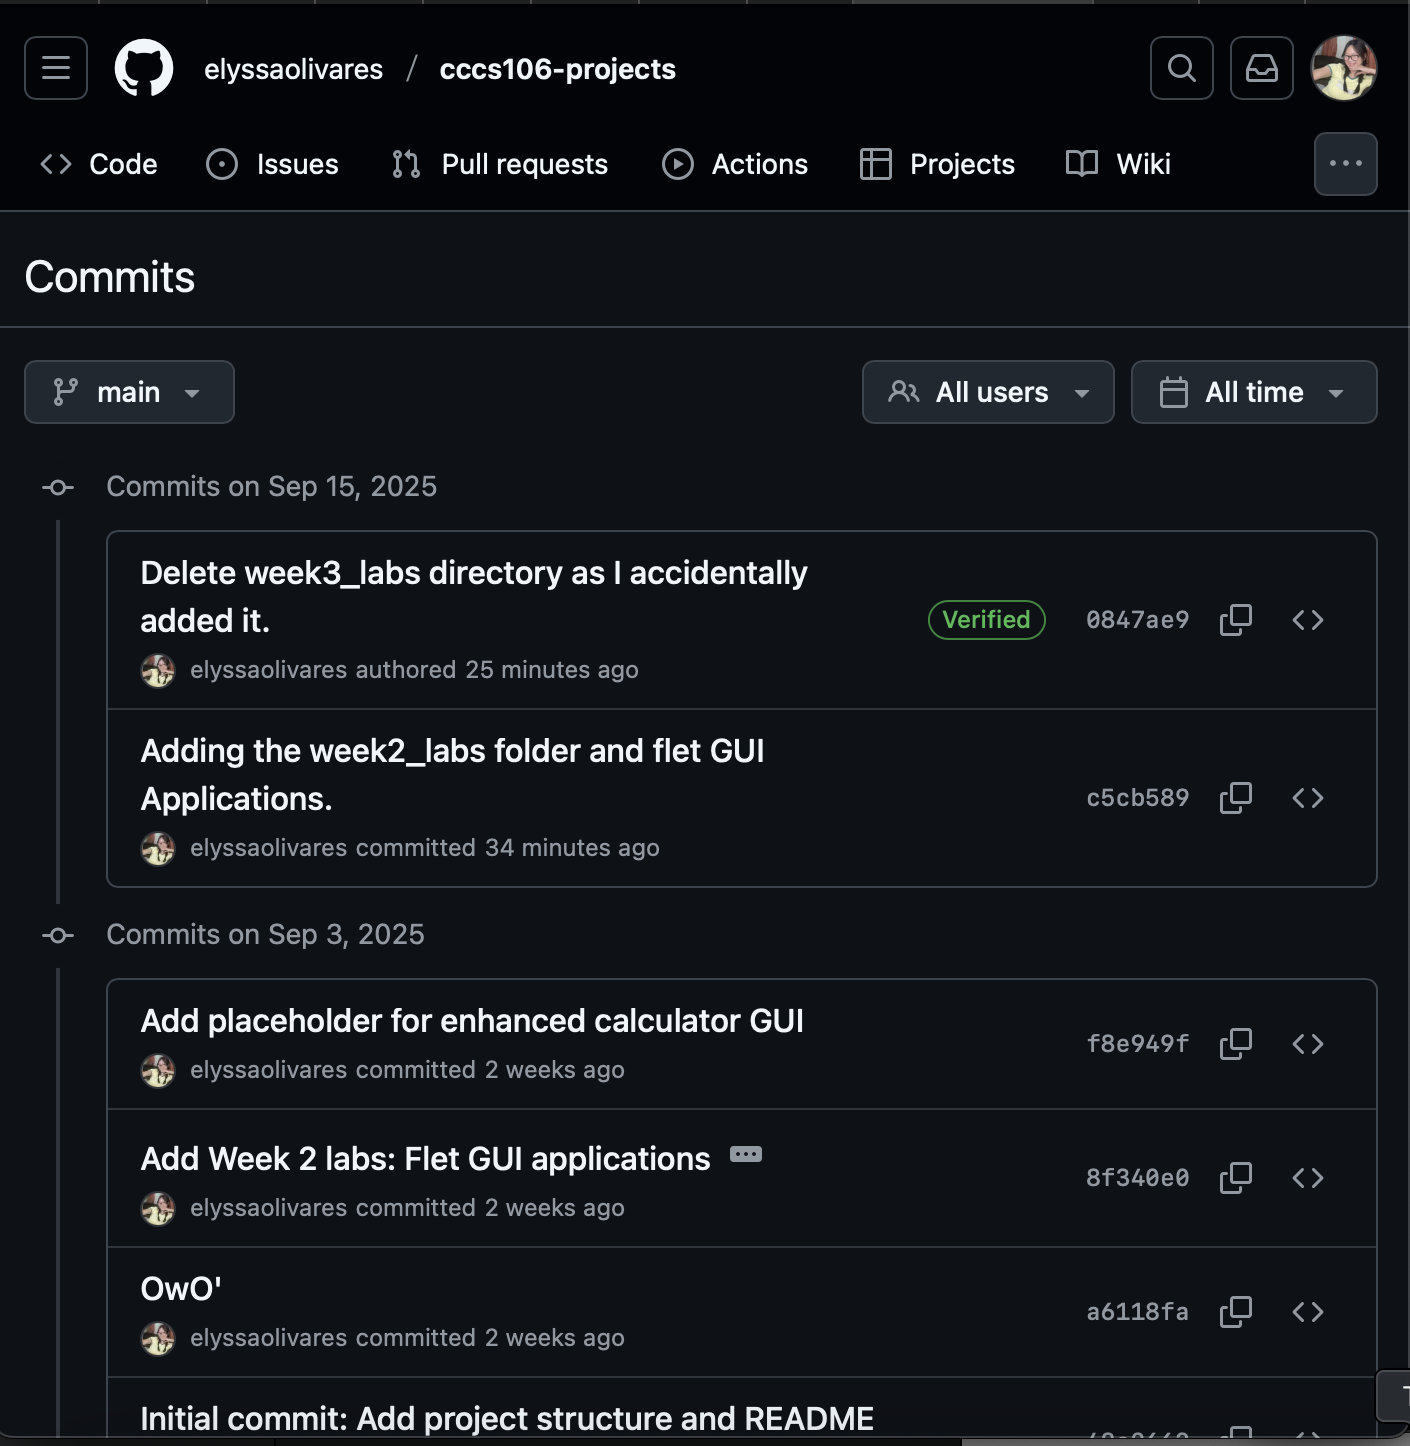 elyssaolivares / cccs106-projects
Code Issues Pull requests Actions Projects Wiki
Commits
main All users All time
Commits on Sep 15, 2025
Delete week3_labs directory as I accidentally
added it.
Verified 0847ae9
elyssaolivares authored 25 minutes ago
Adding the week2_labs folder and flet GUI
Applications.
c5cb589
elyssaolivares committed 34 minutes ago
Commits on Sep 3, 2025
Add placeholder for enhanced calculator GUI
f8e949f
elyssaolivares committed 2 weeks ago
Add Week 2 labs: Flet GUI applications
8f340e0
elyssaolivares committed 2 weeks ago
OwO'
a6118fa
elyssaolivares committed 2 weeks ago
Initial commit: Add project structure and README